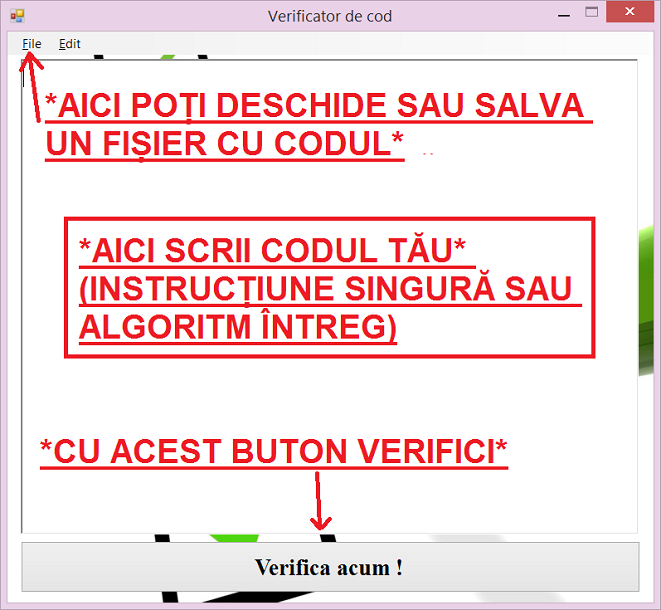 Verificator de cod
File Edit
*AICI POȚI DESCHIDE SAU SALVA
UN FIȘIER CU CODUL*
*AICI SCRII CODUL TĂU*
(INSTRUCȚIUNE SINGURĂ SAU
ALGORITM ÎNTREG)
*CU ACEST BUTON VERIFICI*
Verifica acum !